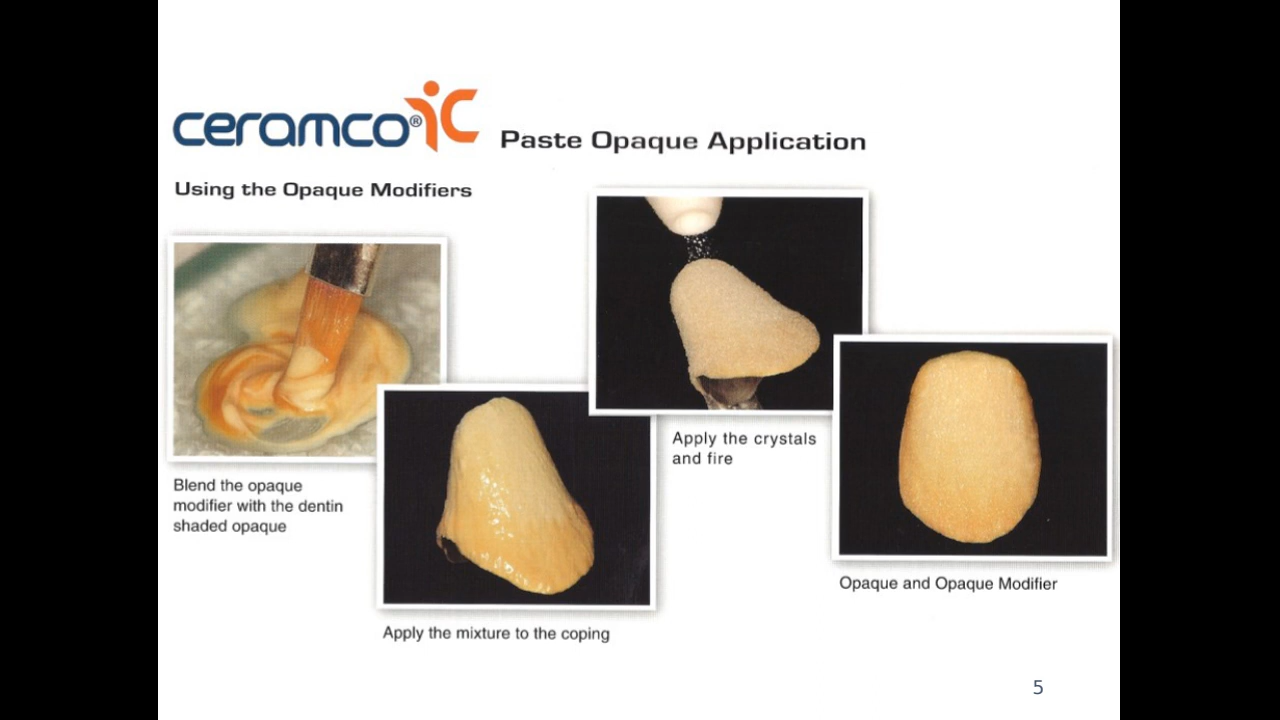 ceramco® iC
Paste Opaque Application
Using the Opaque Modifiers
Blend the opaque
modifier with the dentin
shaded opaque
Apply the mixture to the coping
Apply the crystals
and fire
Opaque and Opaque Modifier
5